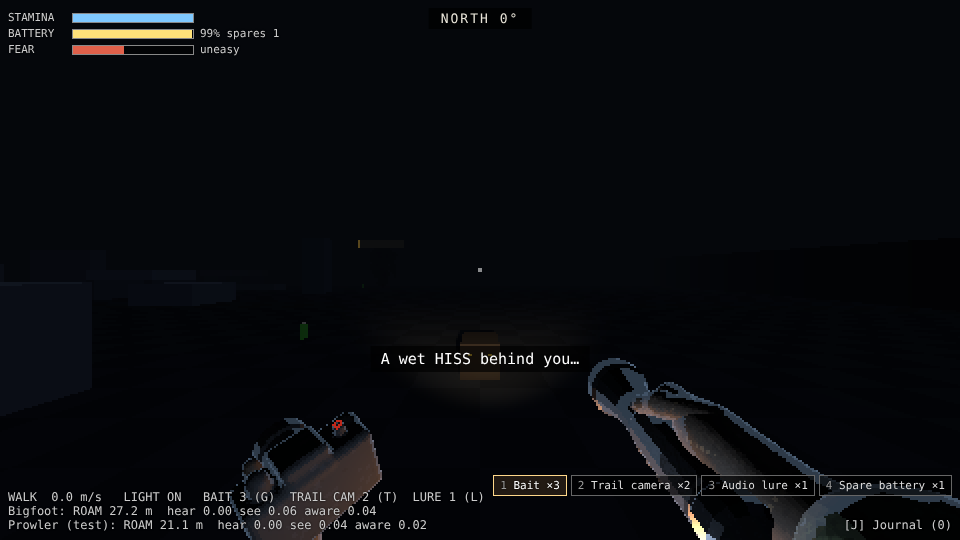 STAMINA
NORTH 0°
BATTERY 99% spares 1
FEAR uneasy
A wet HISS behind you…
1 Bait ×3 2 Trail camera ×2 3 Audio lure ×1 4 Spare battery ×1
WALK 0.0 m/s LIGHT ON BAIT 3 (G) TRAIL CAM 2 (T) LURE 1 (L)
Bigfoot: ROAM 27.2 m hear 0.00 see 0.06 aware 0.04
Prowler (test): ROAM 21.1 m hear 0.00 see 0.04 aware 0.02
[J] Journal (0)